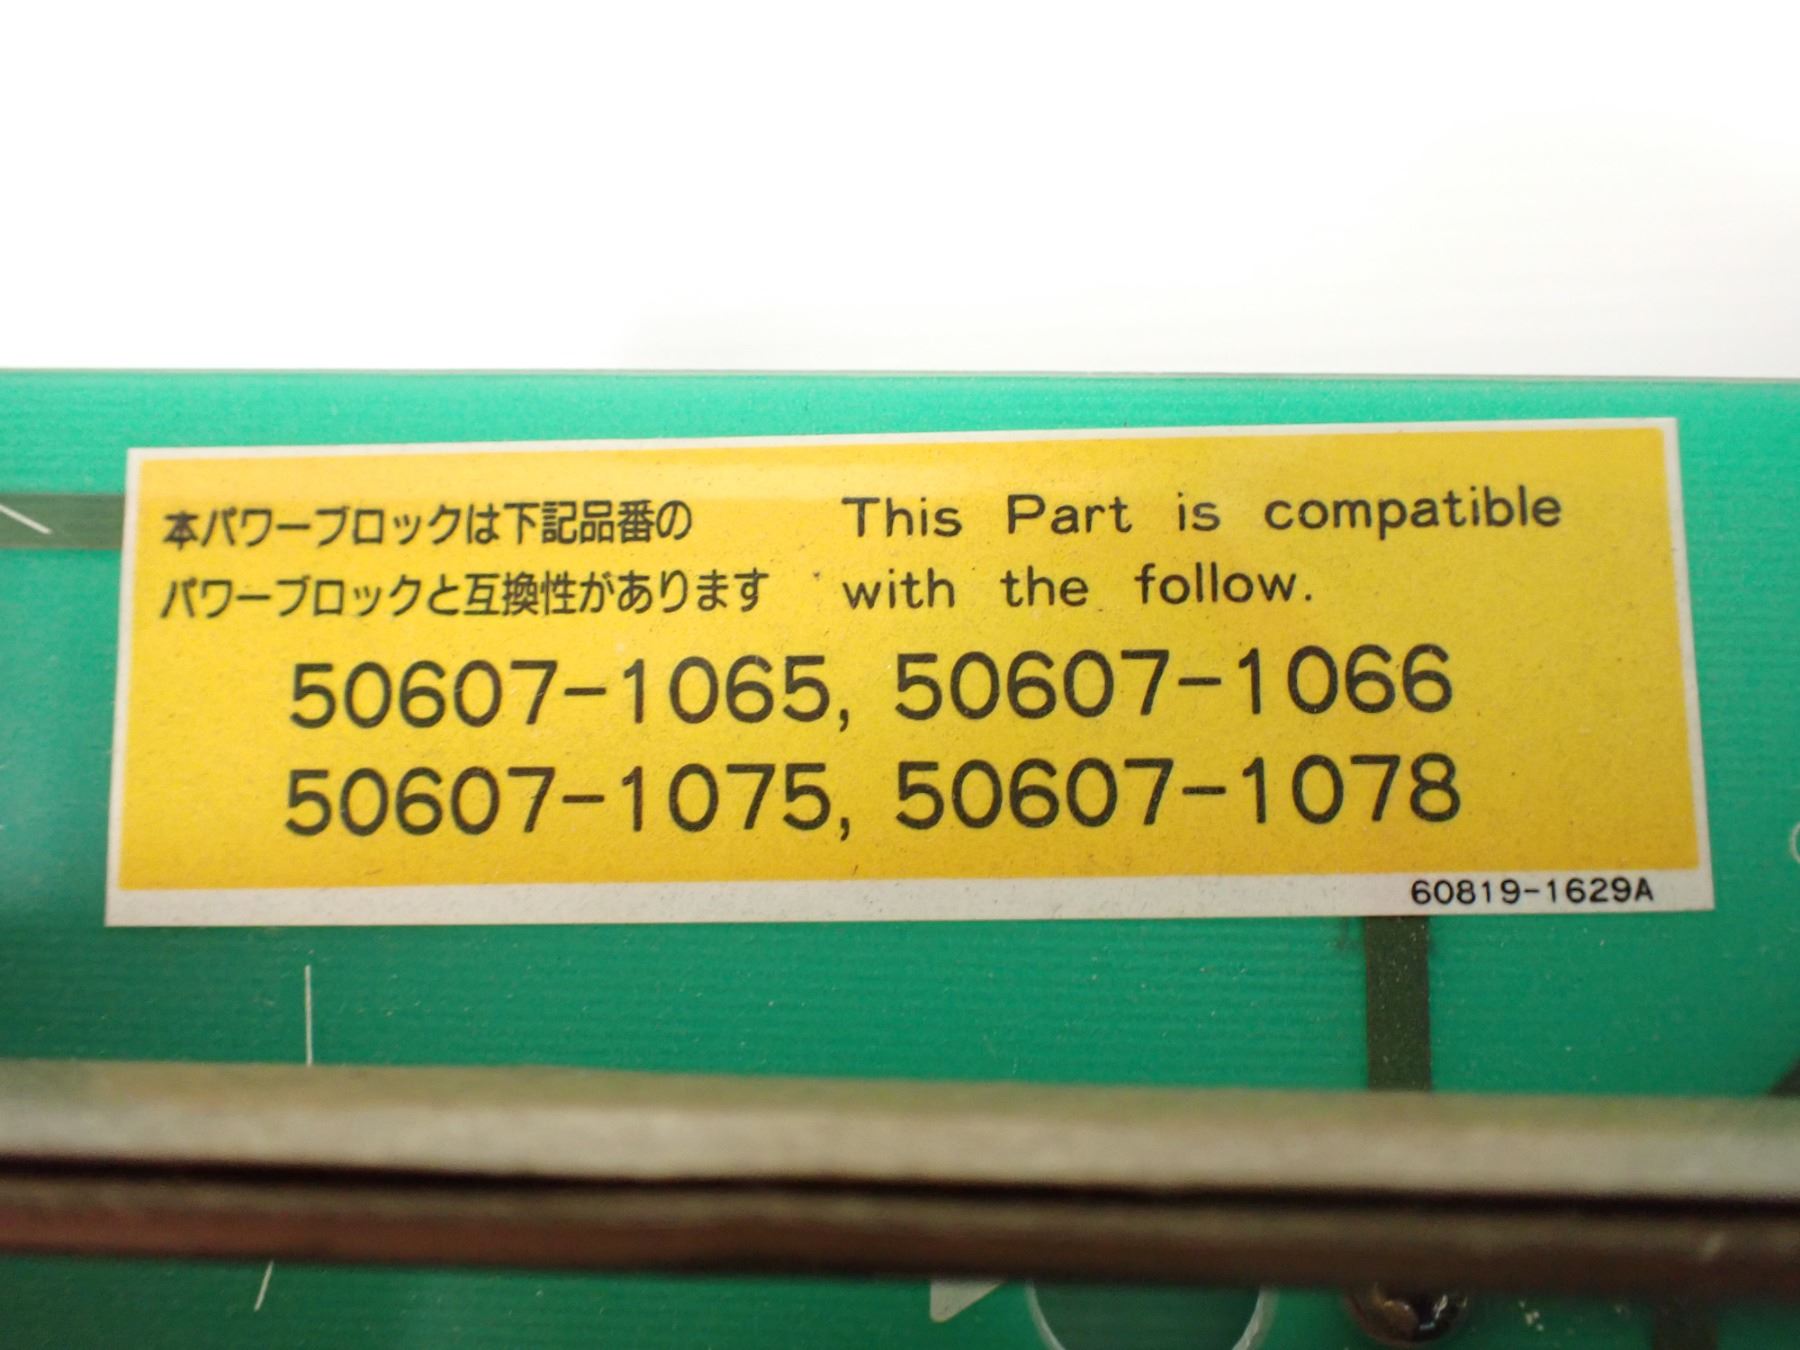 本パワーブロックは下記品番の
パワーブロックと互換性があります
This Part is compatible
with the follow.
50607-1065, 50607-1066
50607-1075, 50607-1078
60819-1629A